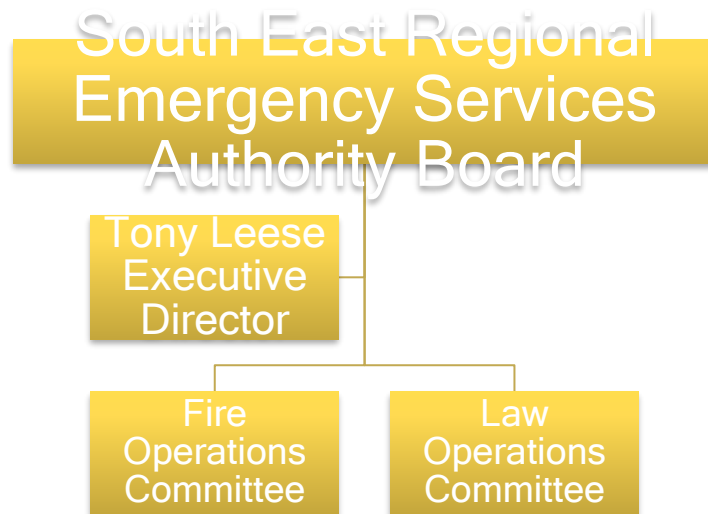 South East Regional
Emergency Services
Authority Board
Tony Leese
Executive
Director
Fire
Operations
Committee
Law
Operations
Committee